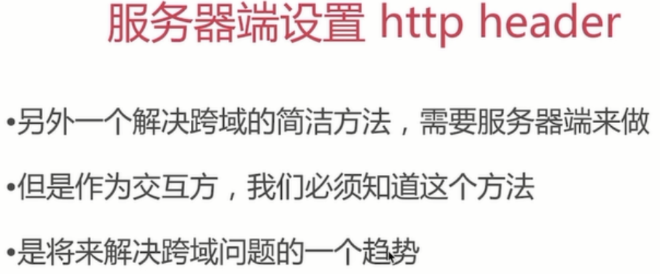 服务器端设置 http header
•另外一个解决跨域的简洁方法，需要服务器端来做
•但是作为交互方，我们必须知道这个方法
•是将来解决跨域问题的一个趋势